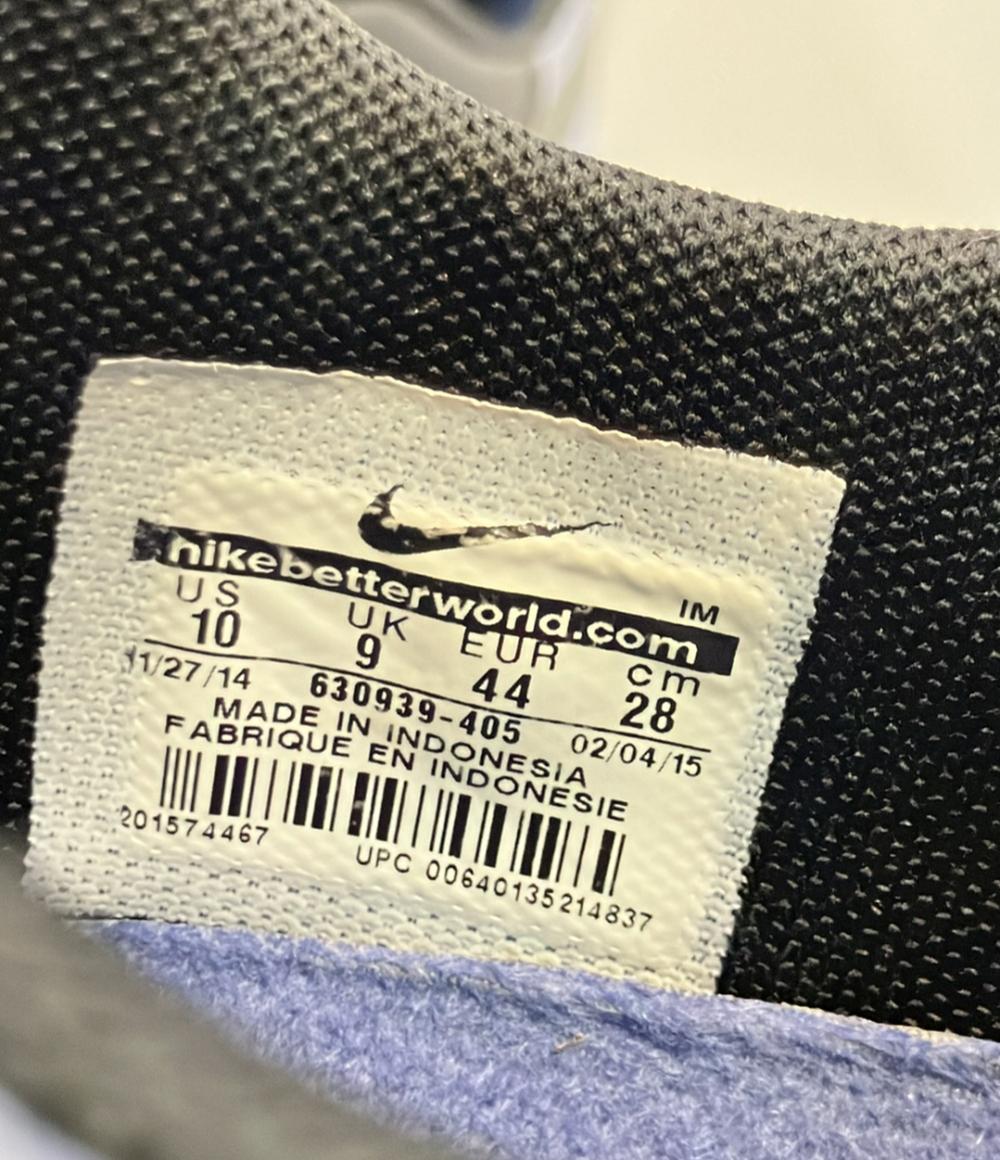 nikebetterworld.com
IM
US UK EUR cm
10 9 44 28
11/27/14 630939-405 02/04/15
MADE IN INDONESIA
FABRIQUE EN INDONESIE
201574467
UPC 00640135214837